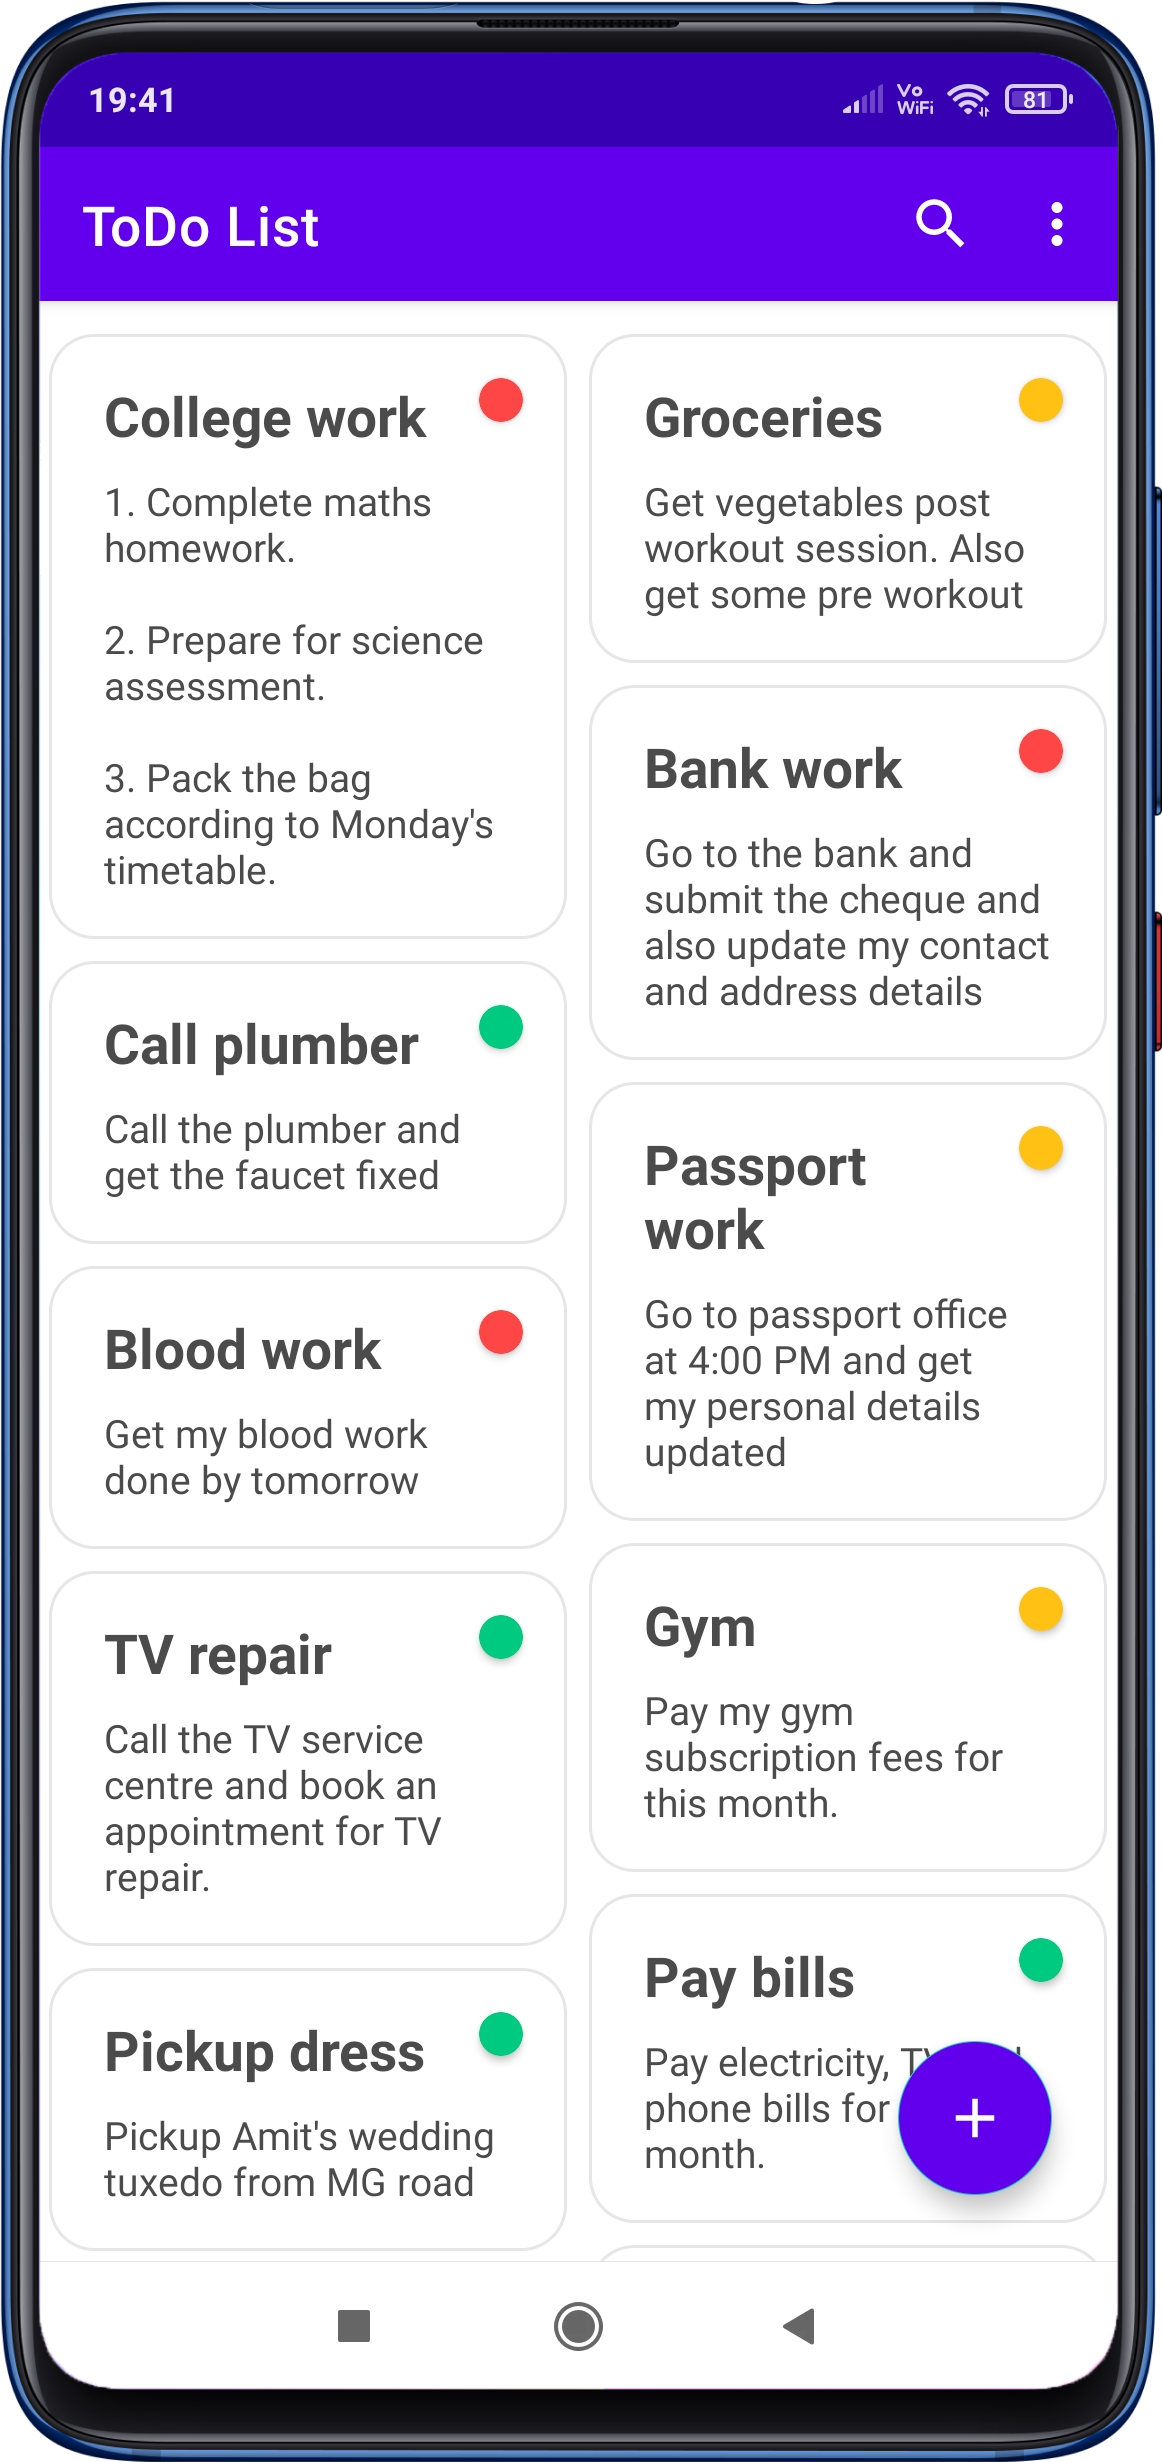 19:41
Vo
WiFi
81
ToDo List
College work
1. Complete maths
homework.
2. Prepare for science
assessment.
3. Pack the bag
according to Monday's
timetable.
Call plumber
Call the plumber and
get the faucet fixed
Blood work
Get my blood work
done by tomorrow
TV repair
Call the TV service
centre and book an
appointment for TV
repair.
Pickup dress
Pickup Amit's wedding
tuxedo from MG road
Groceries
Get vegetables post
workout session. Also
get some pre workout
Bank work
Go to the bank and
submit the cheque and
also update my contact
and address details
Passport
work
Go to passport office
at 4:00 PM and get
my personal details
updated
Gym
Pay my gym
subscription fees for
this month.
Pay bills
Pay electricity,
phone bills for
month.